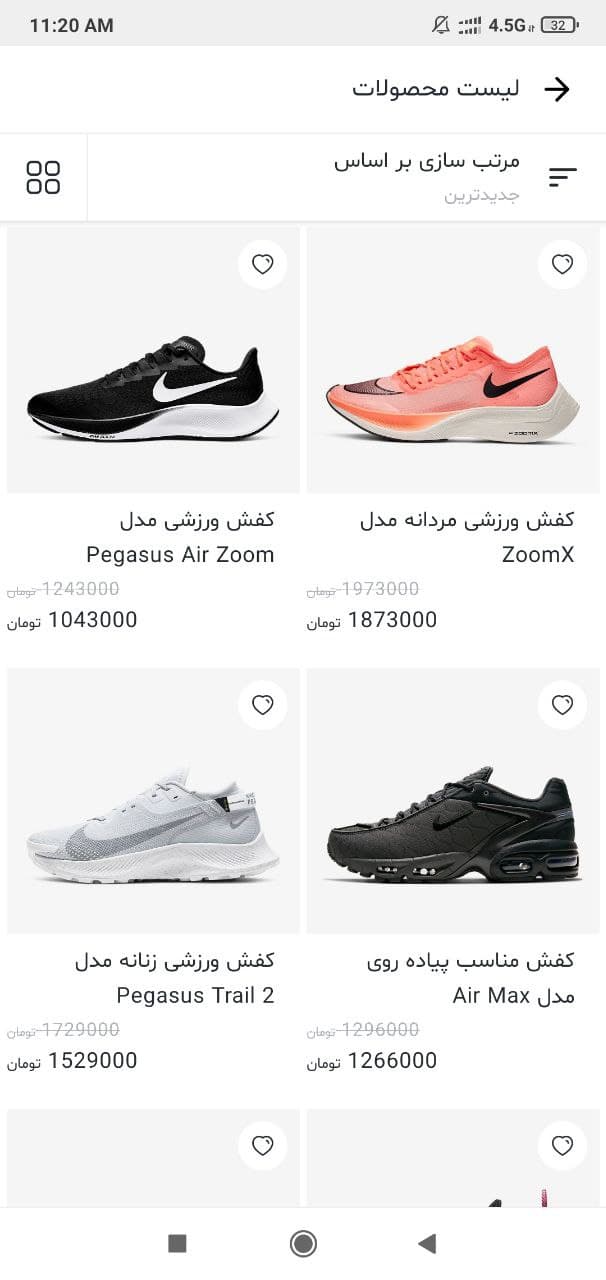 11:20 AM
4.5G
32
لیست محصولات
مرتب سازی بر اساس
جدیدترین
کفش ورزشی مردانه مدل
ZoomX
1973000 تومان
1873000 تومان
کفش ورزشی مدل
Pegasus Air Zoom
1243000 تومان
1043000 تومان
کفش مناسب پیاده روی
مدل Air Max
1296000 تومان
1266000 تومان
کفش ورزشی زنانه مدل
Pegasus Trail 2
1729000 تومان
1529000 تومان